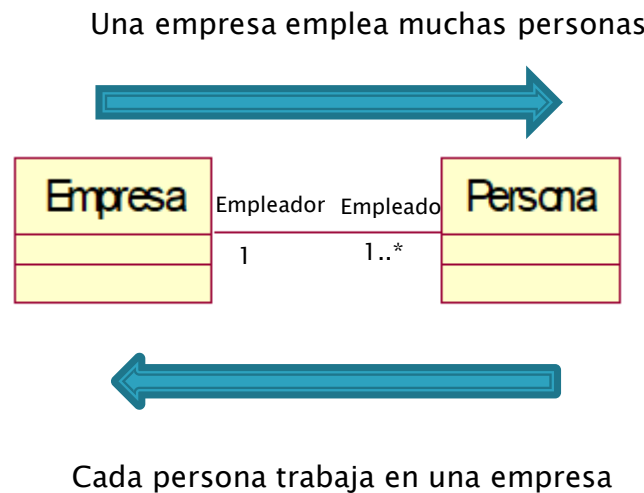 Una empresa emplea muchas personas
Empresa
Empleador
Empleado
Persona
1
1..*
Cada persona trabaja en una empresa